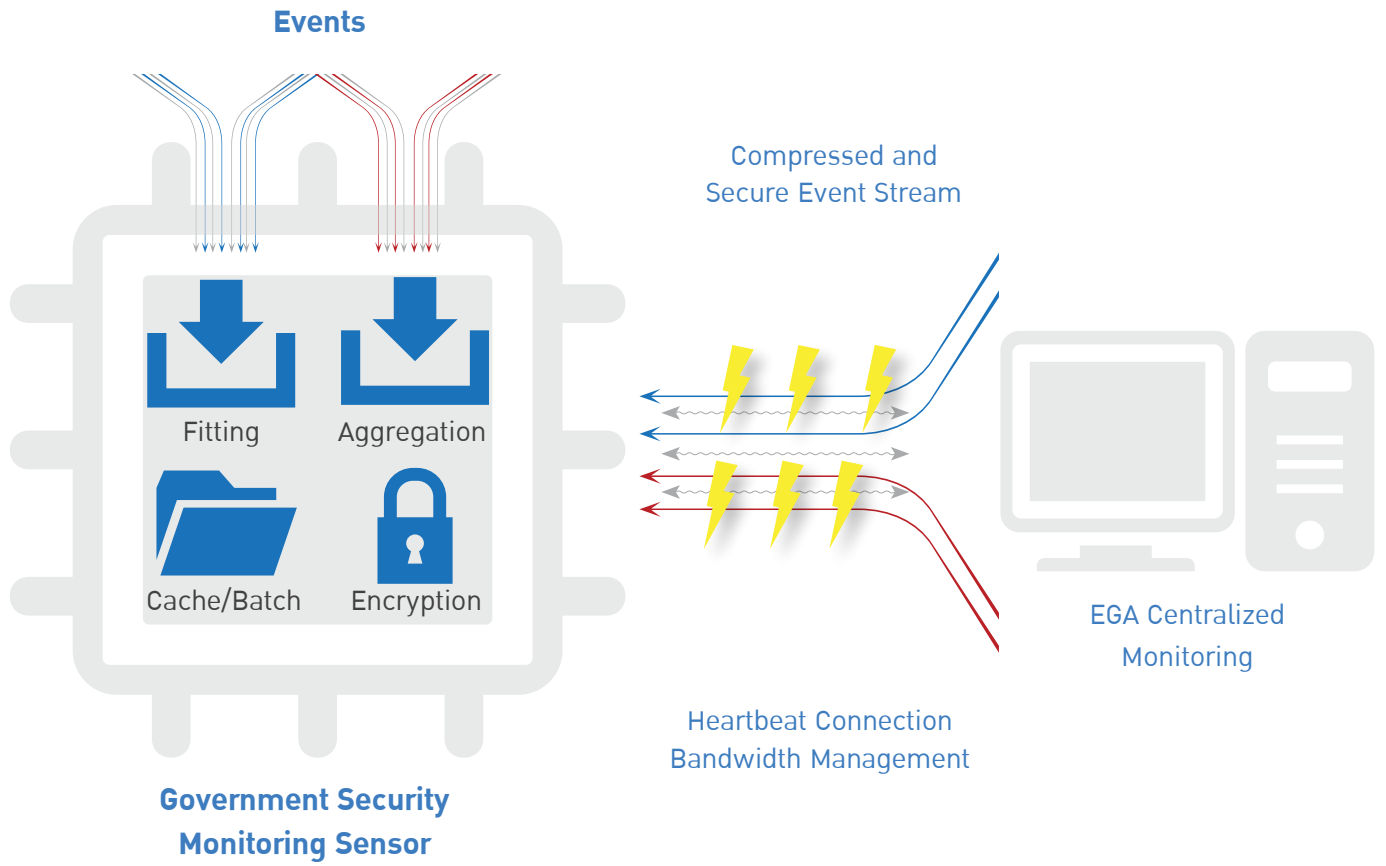 Events
Compressed and
Secure Event Stream
Fitting
Aggregation
Cache/Batch
Encryption
EGA Centralized
Monitoring
Heartbeat Connection
Bandwidth Management
Government Security
Monitoring Sensor